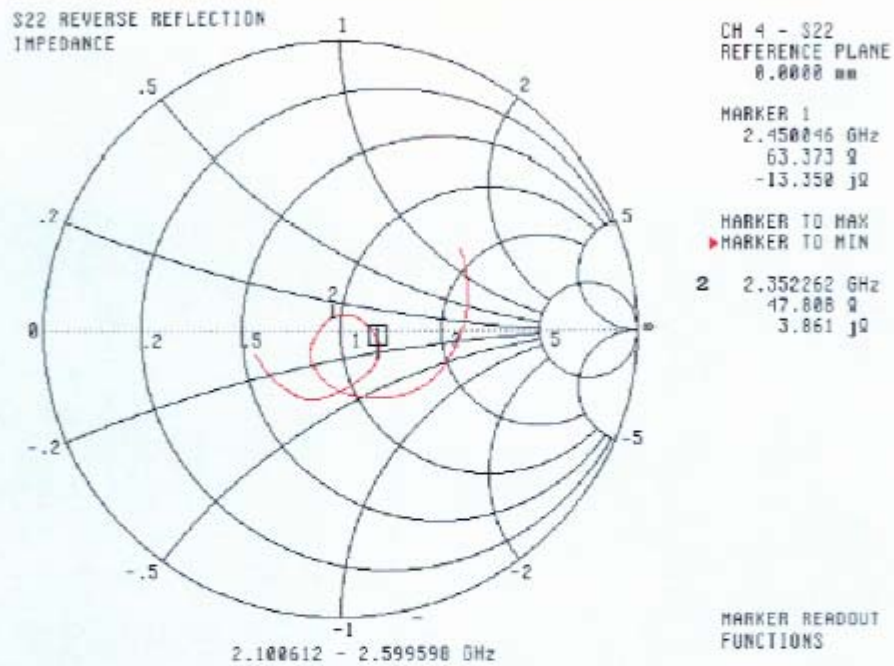 S22 REVERSE REFLECTION
IMPEDANCE
CH 4 - S22
REFERENCE PLANE
0.0000 mm
MARKER 1
2.450046 GHz
63.373 Ω
-13.350 jΩ
MARKER TO MAX
MARKER TO MIN
2 2.352262 GHz
47.808 Ω
3.861 jΩ
1
.5
2
.2
5
0
.2
.5
1
2
5
∞
2
1
-.2
-5
-.5
-2
-1
2.100612 - 2.599598 GHz
MARKER READOUT
FUNCTIONS